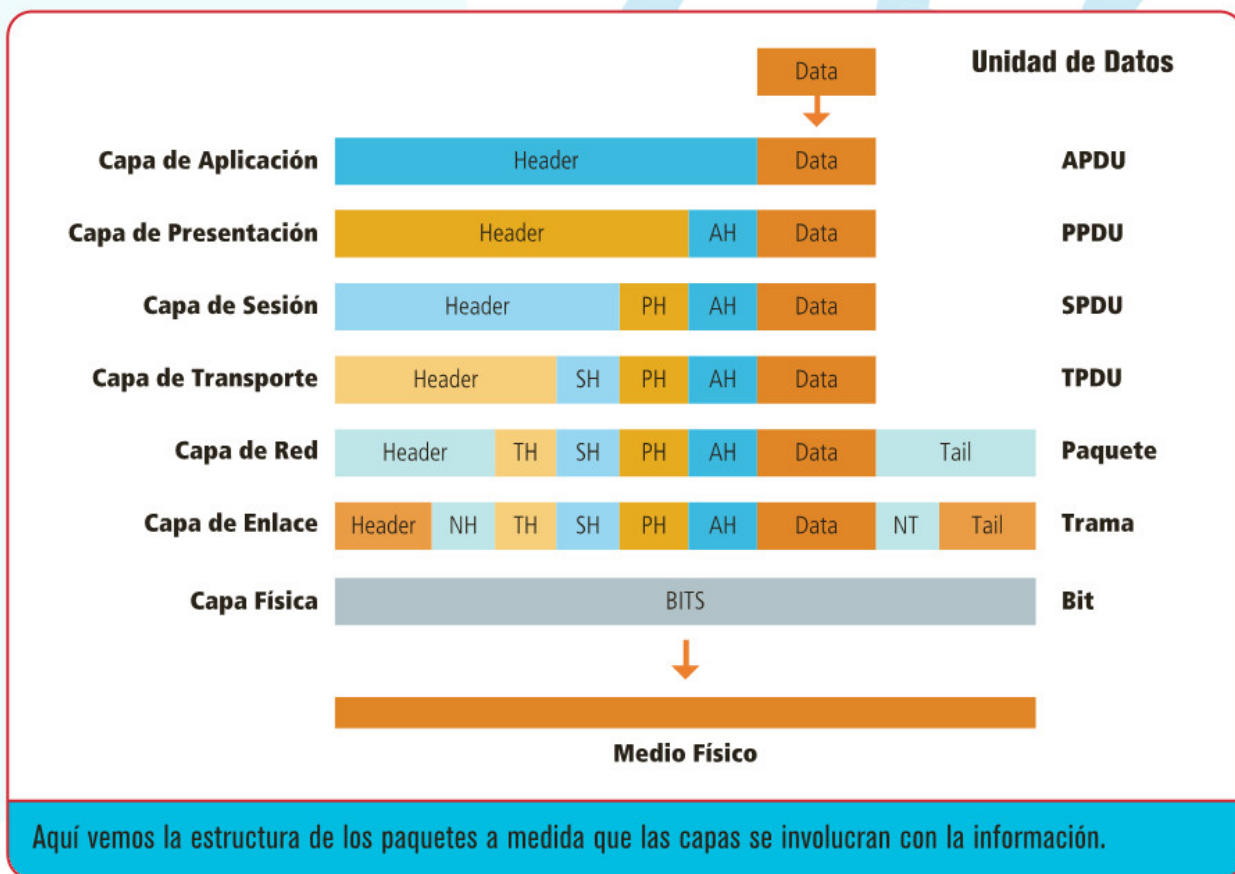 Data Unidad de Datos
Capa de Aplicación Header Data APDU
Capa de Presentación Header AH Data PPDU
Capa de Sesión Header PH AH Data SPDU
Capa de Transporte Header SH PH AH Data TPDU
Capa de Red Header TH SH PH AH Data Tail Paquete
Capa de Enlace Header NH TH SH PH AH Data NT Tail Trama
Capa Física BITS Bit
Medio Físico
Aquí vemos la estructura de los paquetes a medida que las capas se involucran con la información.